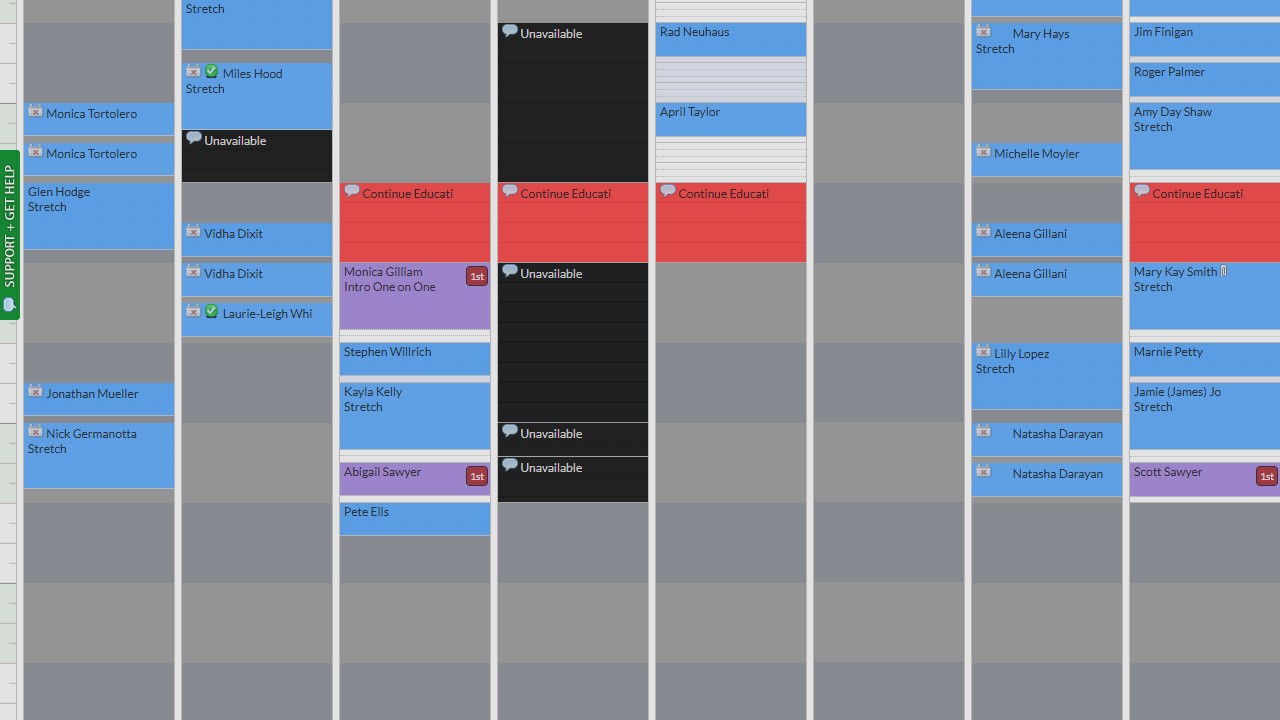 SUPPORT + GET HELP
Monica Tortolero
Monica Tortolero
Glen Hodge
Stretch
Jonathan Mueller
Nick Germanotta
Stretch
Stretch
Miles Hood
Stretch
Unavailable
Vidha Dixit
Vidha Dixit
Laurie-Leigh Whi
Continue Educati
Monica Gilliam
1st
Intro One on One
Stephen Willrich
Kayla Kelly
Stretch
Abigail Sawyer
1st
Pete Ells
Unavailable
Continue Educati
Unavailable
Unavailable
Unavailable
Rad Neuhaus
April Taylor
Continue Educati
Mary Hays
Stretch
Michelle Moyler
Aleena Gillani
Aleena Gillani
Lilly Lopez
Stretch
Natasha Darayan
Natasha Darayan
Jim Finigan
Roger Palmer
Amy Day Shaw
Stretch
Continue Educati
Mary Kay Smith
Stretch
Marnie Petty
Jamie (James) Jo
Stretch
Scott Sawyer
1st